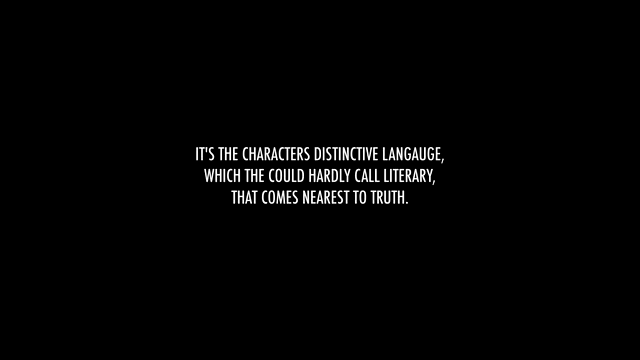 IT'S THE CHARACTERS DISTINCTIVE LANGAUGE,
WHICH THE COULD HARDLY CALL LITERARY,
THAT COMES NEAREST TO TRUTH.